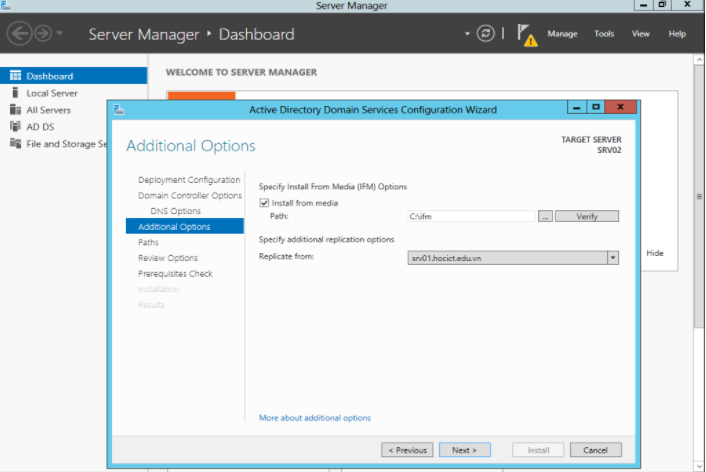 Server Manager
Server Manager ‣ Dashboard
Manage Tools View Help
Dashboard
Local Server
All Servers
AD DS
File and Storage Se
WELCOME TO SERVER MANAGER
Active Directory Domain Services Configuration Wizard
Additional Options
TARGET SERVER
SRV02
Deployment Configuration
Domain Controller Options
DNS Options
Additional Options
Paths
Review Options
Prerequisites Check
Installation
Results
Specify Install From Media (IFM) Options
Install from media
Path: C:\ifm ... Verify
Specify additional replication options
Replicate from: srv01.hocict.edu.vn
Hide
More about additional options
< Previous Next > Install Cancel